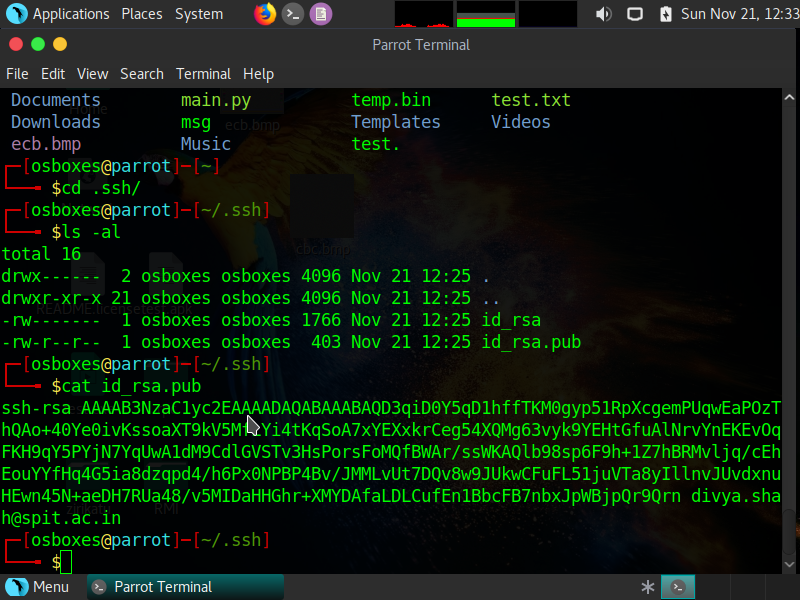 Applications Places System Sun Nov 21, 12:33
Parrot Terminal
File Edit View Search Terminal Help
Documents main.py temp.bin test.txt
Downloads msg Templates Videos
ecb.bmp Music test.
┌─[osboxes@parrot]─[~]
└──╼ $cd .ssh/
┌─[osboxes@parrot]─[~/.ssh]
└──╼ $ls -al
total 16
drwx------ 2 osboxes osboxes 4096 Nov 21 12:25 .
drwxr-xr-x 21 osboxes osboxes 4096 Nov 21 12:25 ..
-rw------- 1 osboxes osboxes 1766 Nov 21 12:25 id_rsa
-rw-r--r-- 1 osboxes osboxes 403 Nov 21 12:25 id_rsa.pub
┌─[osboxes@parrot]─[~/.ssh]
└──╼ $cat id_rsa.pub
ssh-rsa AAAAB3NzaC1yc2EAAAADAQABAAABAQD3qiD0Y5qD1hffTKM0gyp51RpXcgemPUqwEaPOzT
hQAo+40Ye0ivKssoaXT9kV5M Yi4tKqSoA7xYEXxkrCeg54XQMg63vyk9YEHtGfuAlNrvYnEKEvOq
FKH9qY5PYjN7YqUwA1dM9CdlGVSTv3HsPorsFoMQfBWAr/ssWKAQlb98sp6F9h+1Z7hBRMvljq/cEh
EouYYfHq4G5ia8dzqpd4/h6Px0NPBP4Bv/JMMLvUt7DQv8w9JUkwCFuFL51juVTa8yIllnvJUvdxnu
HEwn45N+aeDH7RUa48/v5MIDaHHGhr+XMYDAfaLDLCufEn1BbcFB7nbxJpWBjpQr9Qrn divya.sha
h@spit.ac.in
┌─[osboxes@parrot]─[~/.ssh]
└──╼ $
Menu Parrot Terminal